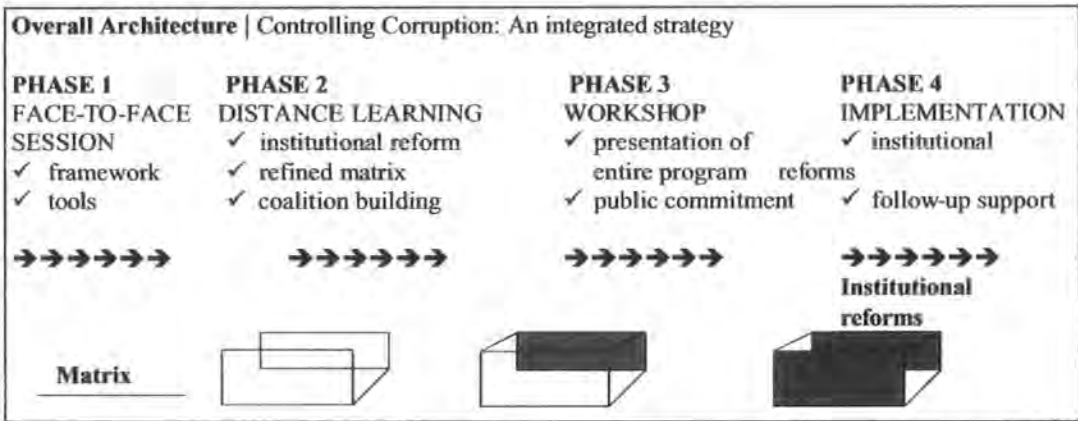 Overall Architecture | Controlling Corruption: An integrated strategy
PHASE 1 PHASE 2 PHASE 3 PHASE 4
FACE-TO-FACE DISTANCE LEARNING WORKSHOP IMPLEMENTATION
SESSION ✓ institutional reform ✓ presentation of ✓ institutional
✓ framework ✓ refined matrix entire program reforms
✓ tools ✓ coalition building ✓ public commitment ✓ follow-up support
➔➔➔➔➔➔ ➔➔➔➔➔➔ ➔➔➔➔➔➔ ➔➔➔➔➔➔
Institutional
reforms
Matrix